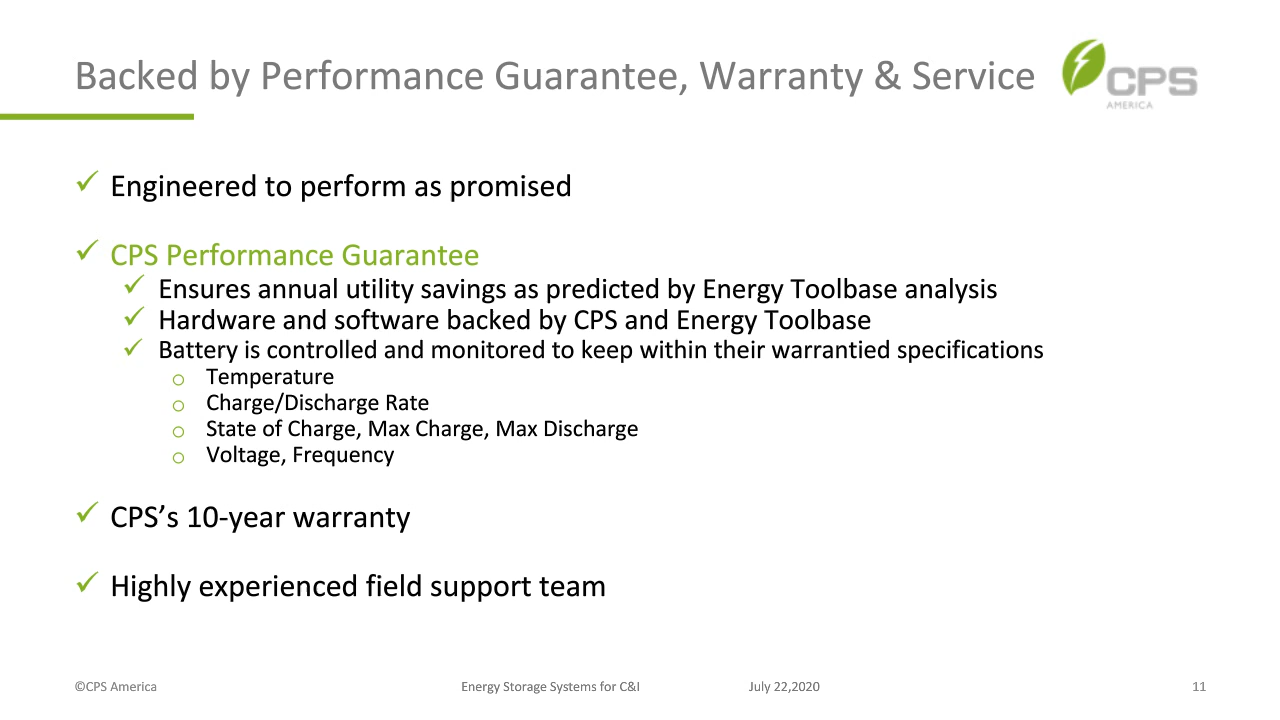 Backed by Performance Guarantee, Warranty & Service
CPS
AMERICA
Engineered to perform as promised
CPS Performance Guarantee
Ensures annual utility savings as predicted by Energy Toolbase analysis
Hardware and software backed by CPS and Energy Toolbase
Battery is controlled and monitored to keep within their warrantied specifications
Temperature
Charge/Discharge Rate
State of Charge, Max Charge, Max Discharge
Voltage, Frequency
CPS’s 10-year warranty
Highly experienced field support team
©CPS America Energy Storage Systems for C&I July 22,2020 11